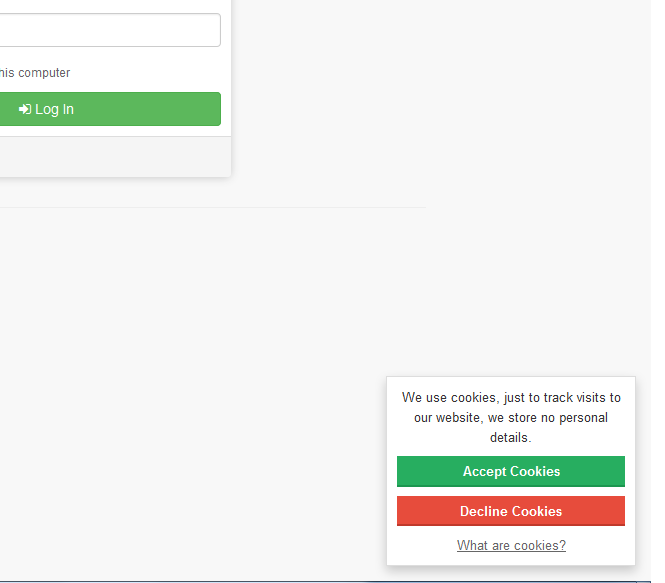 his computer
Log In
We use cookies, just to track visits to
our website, we store no personal
details.
Accept Cookies
Decline Cookies
What are cookies?